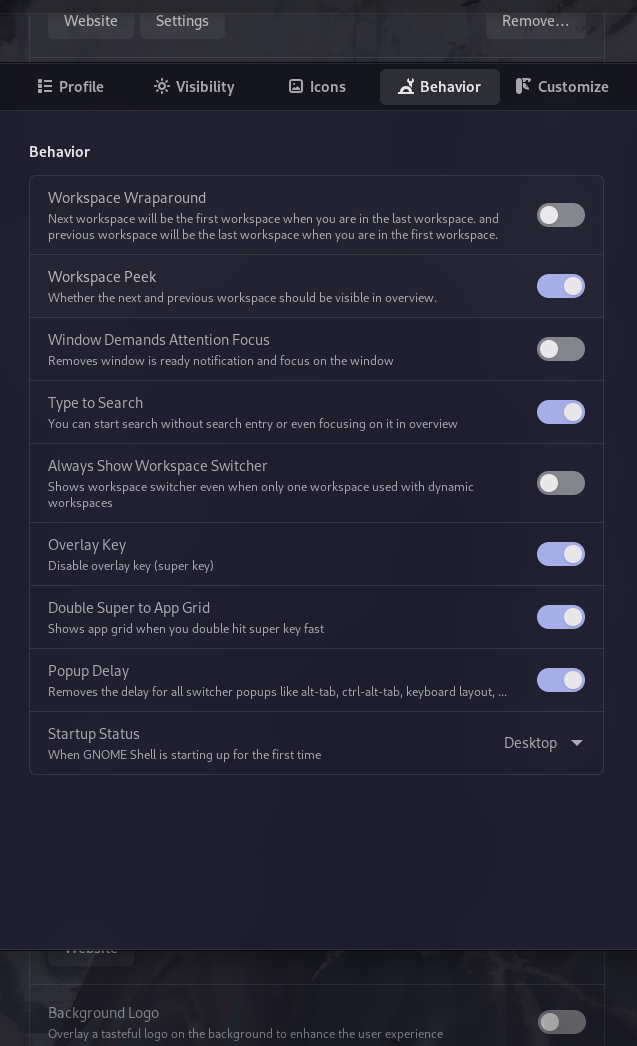 Website Settings Remove...
Profile Visibility Icons Behavior Customize
Behavior
Workspace Wraparound
Next workspace will be the first workspace when you are in the last workspace. and
previous workspace will be the last workspace when you are in the first workspace.
Workspace Peek
Whether the next and previous workspace should be visible in overview.
Window Demands Attention Focus
Removes window is ready notification and focus on the window
Type to Search
You can start search without search entry or even focusing on it in overview
Always Show Workspace Switcher
Shows workspace switcher even when only one workspace used with dynamic
workspaces
Overlay Key
Disable overlay key (super key)
Double Super to App Grid
Shows app grid when you double hit super key fast
Popup Delay
Removes the delay for all switcher popups like alt-tab, ctrl-alt-tab, keyboard layout, ...
Startup Status
When GNOME Shell is starting up for the first time
Desktop
Website
Background Logo
Overlay a tasteful logo on the background to enhance the user experience